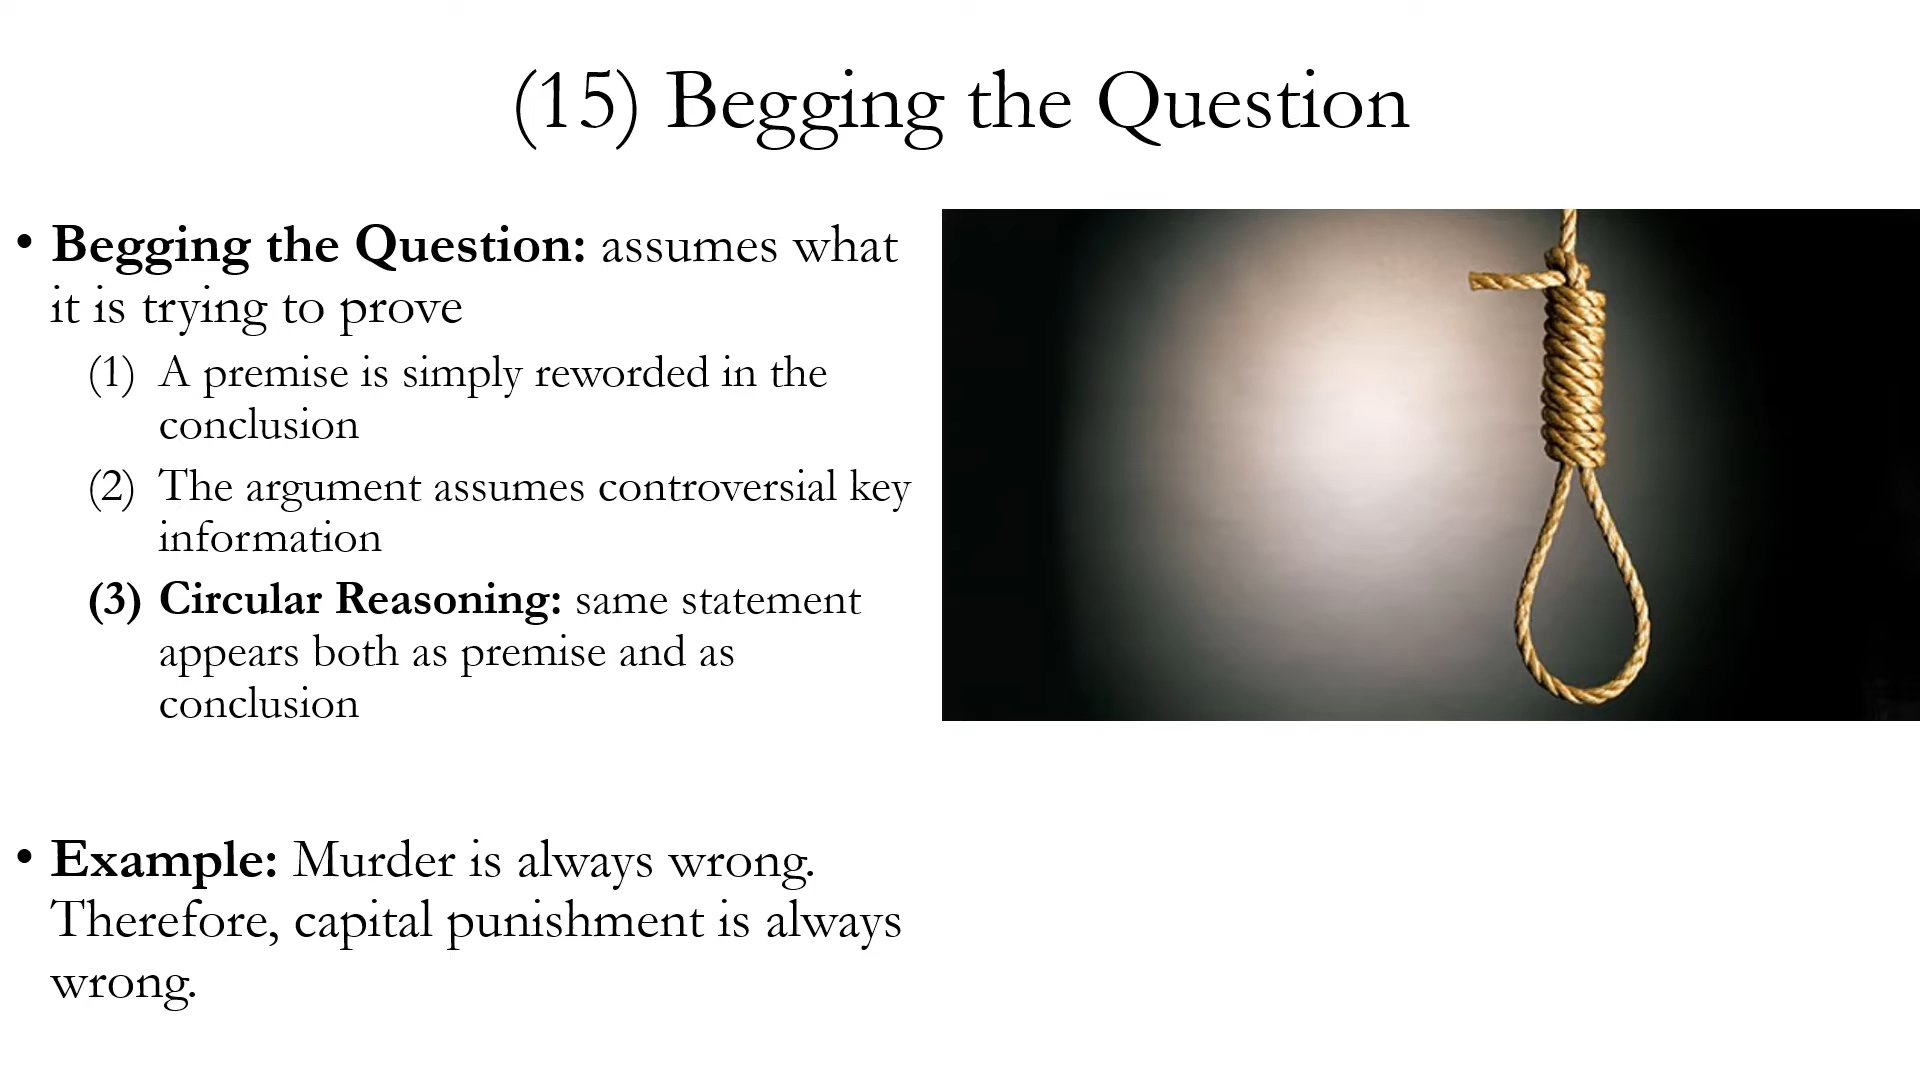 (15) Begging the Question
• Begging the Question: assumes what
it is trying to prove
(1) A premise is simply reworded in the
conclusion
(2) The argument assumes controversial key
information
(3) Circular Reasoning: same statement
appears both as premise and as
conclusion
• Example: Murder is always wrong.
Therefore, capital punishment is always
wrong.